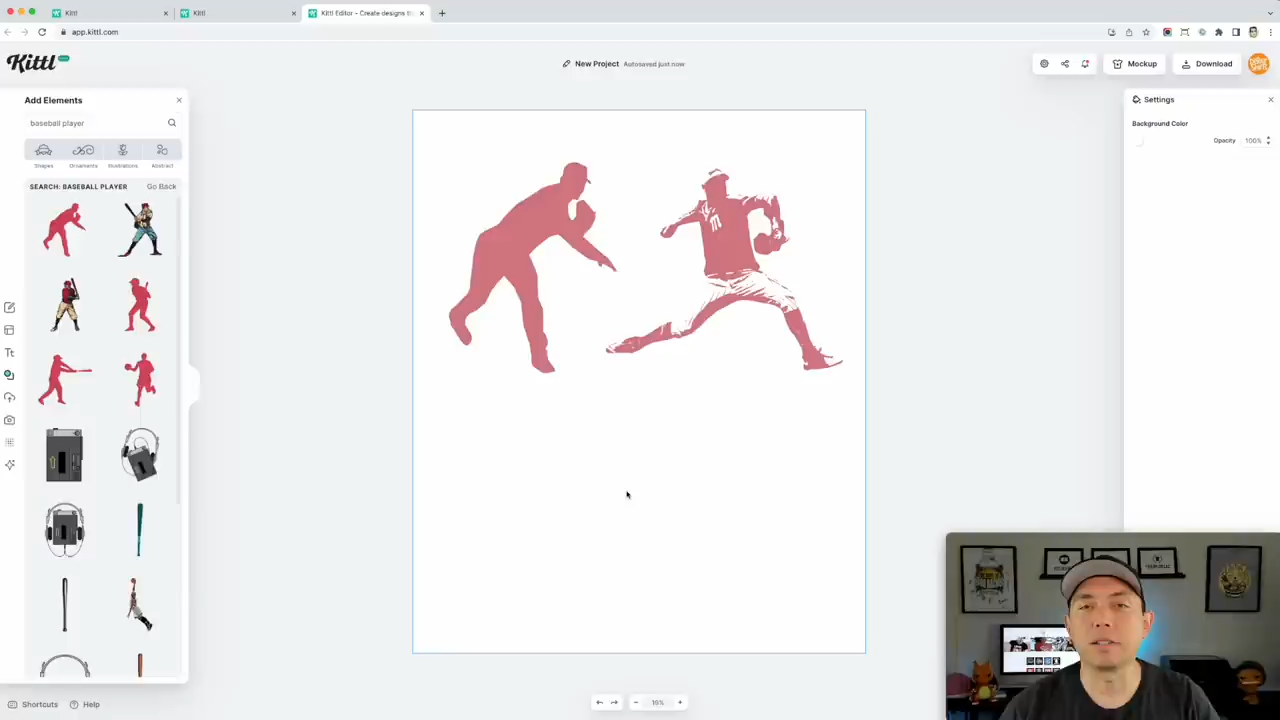 Kittl
Kittl
Kittl Editor – Create designs th
app.kittl.com
Kittl
New Project Autosaved just now
Mockup
Download
Add Elements
baseball player
Shapes Ornaments Illustrations Abstract
SEARCH: BASEBALL PLAYER Go Back
Tt
Settings
Background Color
Opacity 100%
16%
Shortcuts
Help